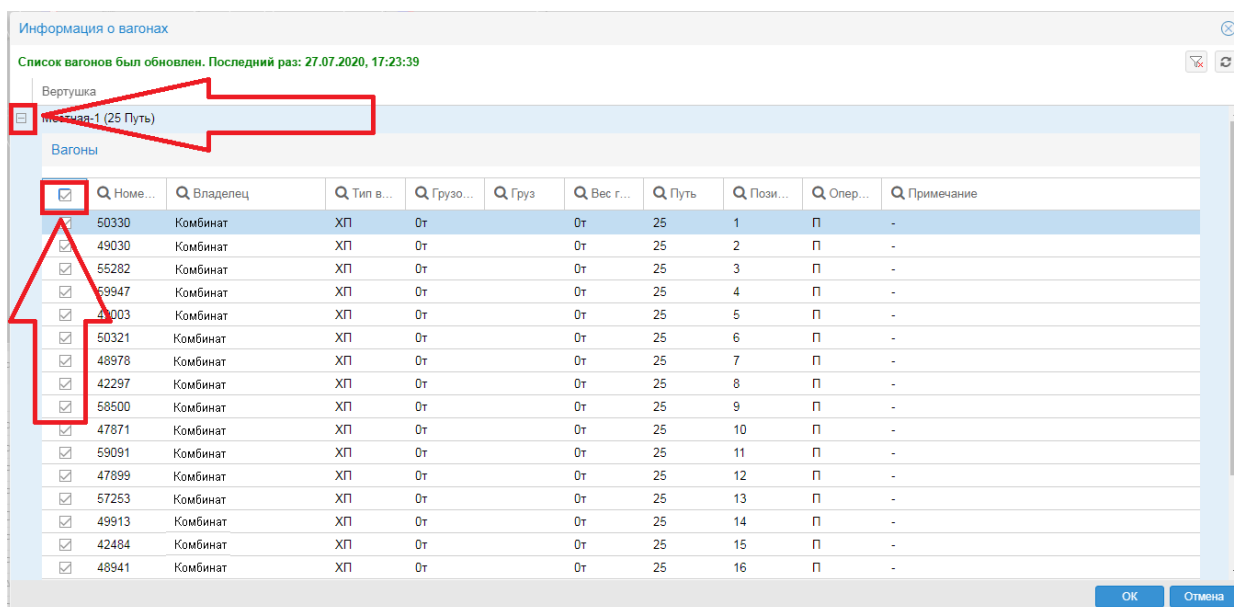 Информация о вагонах
Список вагонов был обновлен. Последний раз: 27.07.2020, 17:23:39
Вертушка
Местная-1 (25 Путь)
Вагоны
Номе... Владелец Тип в... Грузо... Груз Вес г... Путь Пози... Опер... Примечание
50330 Комбинат ХП 0т 0т 25 1 П -
49030 Комбинат ХП 0т 0т 25 2 П -
55282 Комбинат ХП 0т 0т 25 3 П -
59947 Комбинат ХП 0т 0т 25 4 П -
Комбинат ХП 0т 0т 25 5 П -
50321 Комбинат ХП 0т 0т 25 6 П -
48978 Комбинат ХП 0т 0т 25 7 П -
42297 Комбинат ХП 0т 0т 25 8 П -
58500 Комбинат ХП 0т 0т 25 9 П -
47871 Комбинат ХП 0т 0т 25 10 П -
59091 Комбинат ХП 0т 0т 25 11 П -
47899 Комбинат ХП 0т 0т 25 12 П -
57253 Комбинат ХП 0т 0т 25 13 П -
49913 Комбинат ХП 0т 0т 25 14 П -
42484 Комбинат ХП 0т 0т 25 15 П -
48941 Комбинат ХП 0т 0т 25 16 П -
ОК Отмена